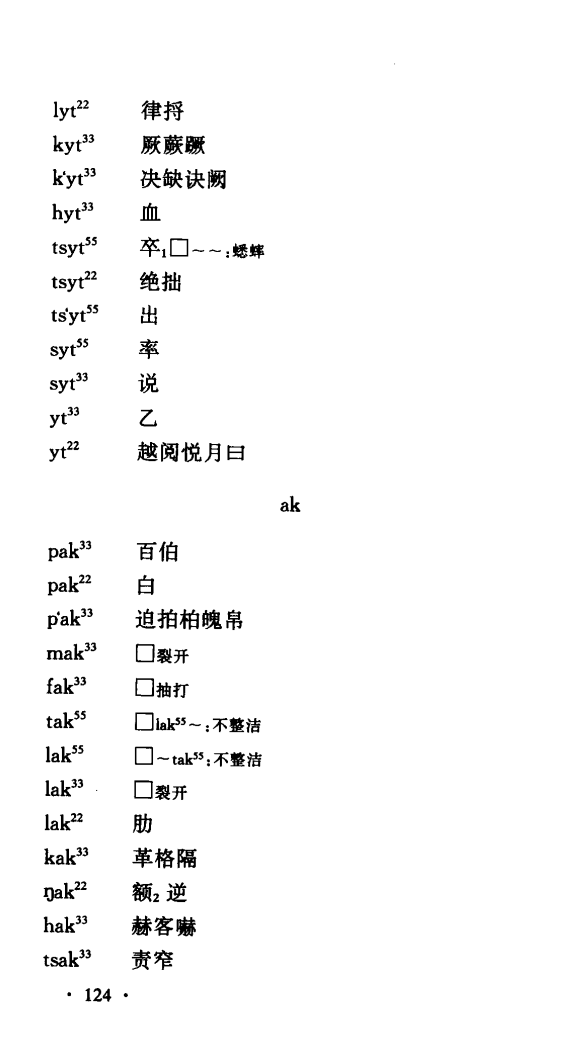 lyt²² 律捋
kyt³³ 厥蕨蹶
k‘yt³³ 决缺诀阙
hyt³³ 血
tsyt⁵⁵ 卒₁□～～:蟋蟀
tsyt²² 绝拙
ts‘yt⁵⁵ 出
syt⁵⁵ 率
syt³³ 说
yt³³ 乙
yt²² 越阅悦月曰
ak
pak³³ 百伯
pak²² 白
p‘ak³³ 迫拍柏魄帛
mak³³ □裂开
fak³³ □抽打
tak⁵⁵ □lak⁵⁵～:不整洁
lak⁵⁵ □～tak⁵⁵:不整洁
lak³³ □裂开
lak²² 肋
kak³³ 革格隔
ŋak²² 额₂ 逆
hak³³ 赫客嚇
tsak³³ 责窄
· 124 ·